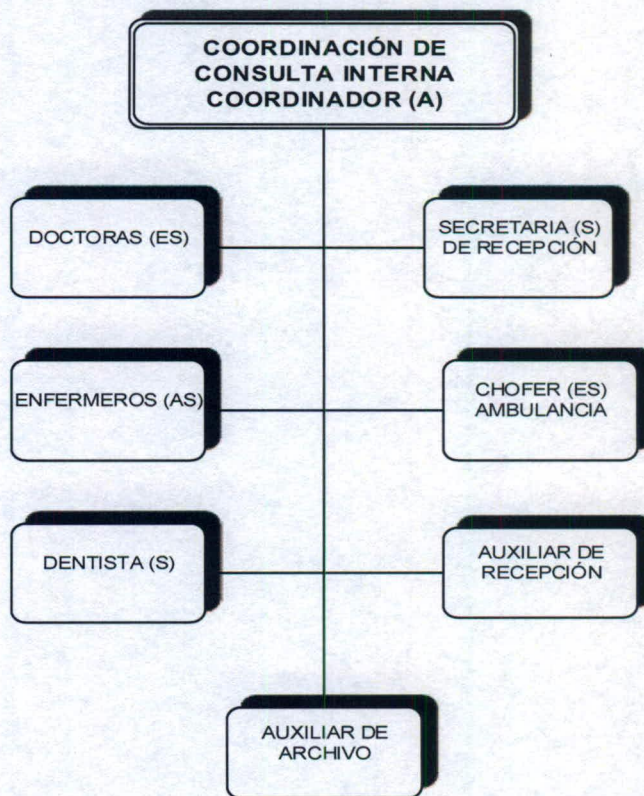 COORDINACIÓN DE
CONSULTA INTERNA
COORDINADOR (A)
DOCTORAS (ES)
SECRETARIA (S)
DE RECEPCIÓN
ENFERMEROS (AS)
CHOFER (ES)
AMBULANCIA
DENTISTA (S)
AUXILIAR DE
RECEPCIÓN
AUXILIAR DE
ARCHIVO